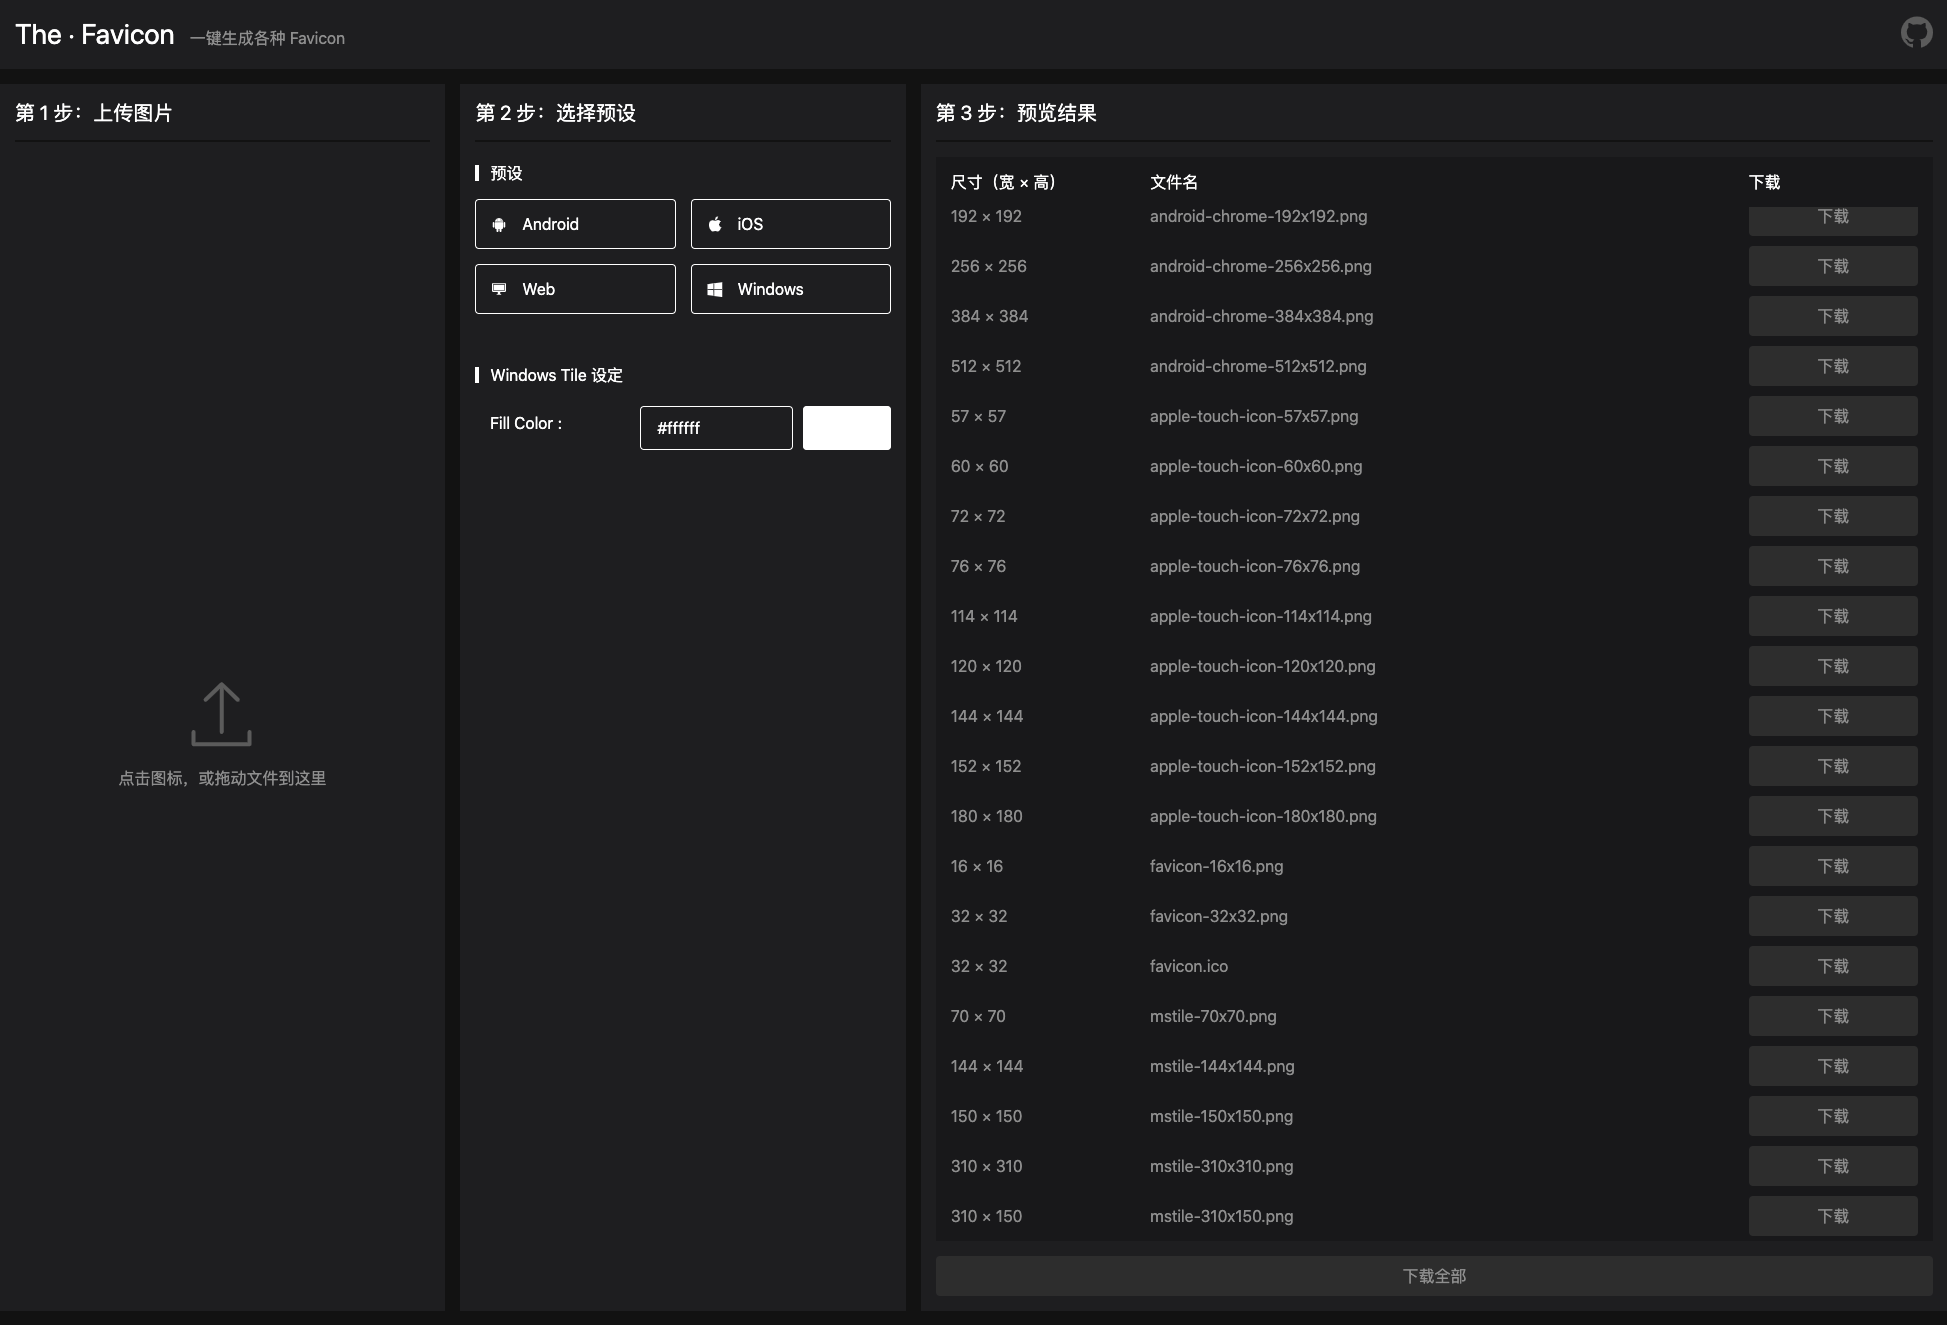 The · Favicon 一键生成各种 Favicon
第 1 步：上传图片
点击图标，或拖动文件到这里
第 2 步：选择预设
预设
Android
iOS
Web
Windows
Windows Tile 设定
Fill Color : #ffffff
第 3 步：预览结果
尺寸（宽 × 高） 文件名 下载
192 × 192 android-chrome-192x192.png 下载
256 × 256 android-chrome-256x256.png 下载
384 × 384 android-chrome-384x384.png 下载
512 × 512 android-chrome-512x512.png 下载
57 × 57 apple-touch-icon-57x57.png 下载
60 × 60 apple-touch-icon-60x60.png 下载
72 × 72 apple-touch-icon-72x72.png 下载
76 × 76 apple-touch-icon-76x76.png 下载
114 × 114 apple-touch-icon-114x114.png 下载
120 × 120 apple-touch-icon-120x120.png 下载
144 × 144 apple-touch-icon-144x144.png 下载
152 × 152 apple-touch-icon-152x152.png 下载
180 × 180 apple-touch-icon-180x180.png 下载
16 × 16 favicon-16x16.png 下载
32 × 32 favicon-32x32.png 下载
32 × 32 favicon.ico 下载
70 × 70 mstile-70x70.png 下载
144 × 144 mstile-144x144.png 下载
150 × 150 mstile-150x150.png 下载
310 × 310 mstile-310x310.png 下载
310 × 150 mstile-310x150.png 下载
下载全部